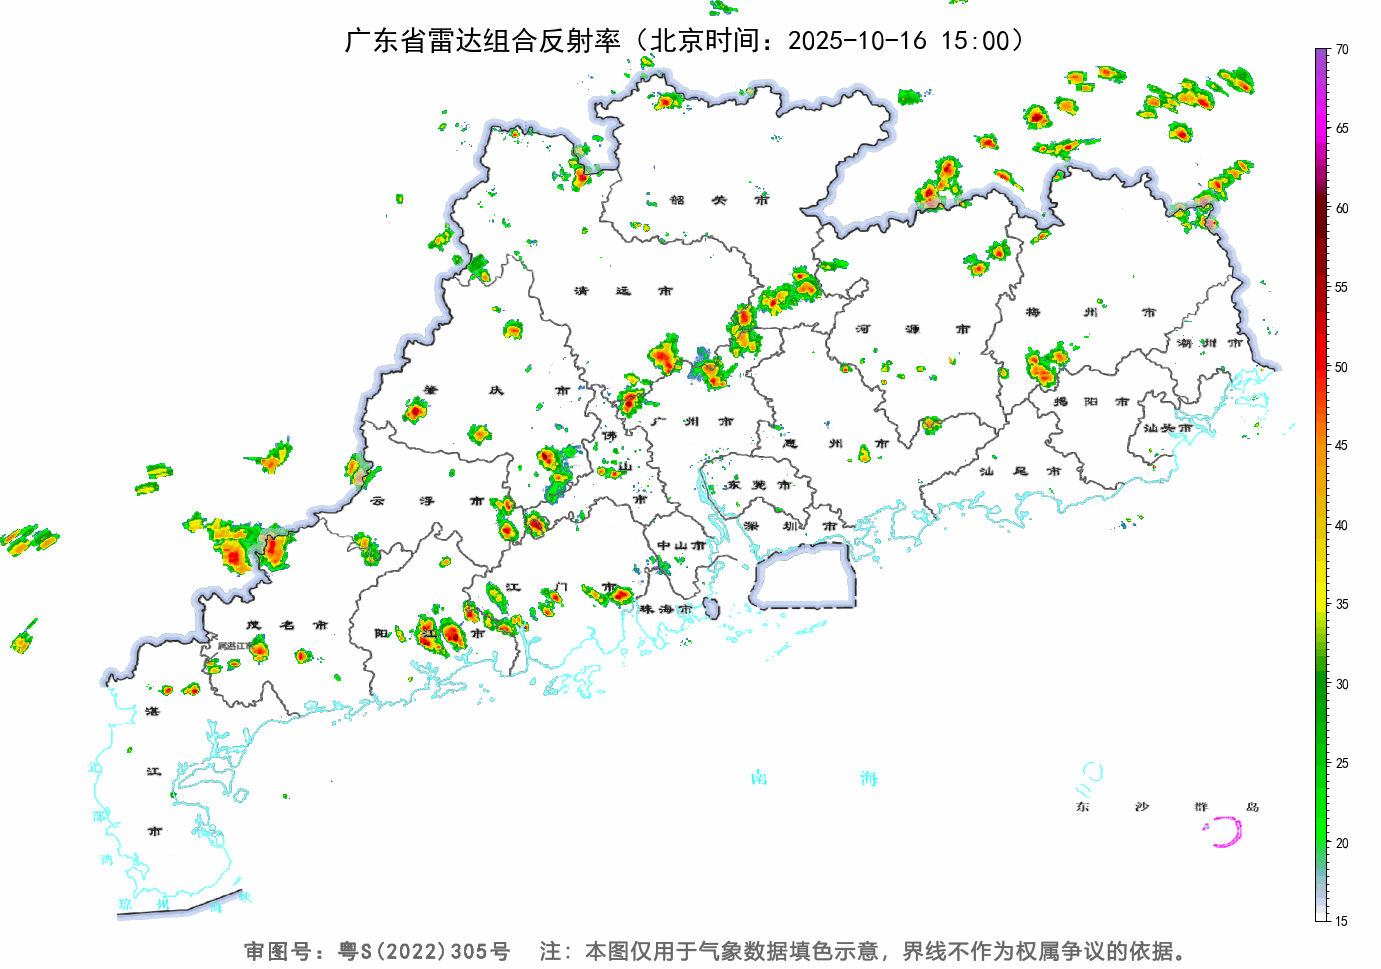 广东省雷达组合反射率（北京时间：2025-10-16 15:00）
70
65
60
55
50
45
40
35
30
25
20
15
韶关市
清远市
河源市
梅州市
潮州市
肇庆市
广州市
惠州市
揭阳市
汕头市
佛山市
云浮市
东莞市
汕尾市
深圳市
中山市
江门市
珠海市
茂名市
阳江市
属湛江市
湛江市
北部湾
琼州海峡
南海
东沙群岛
审图号：粤S(2022)305号 注：本图仅用于气象数据填色示意，界线不作为权属争议的依据。